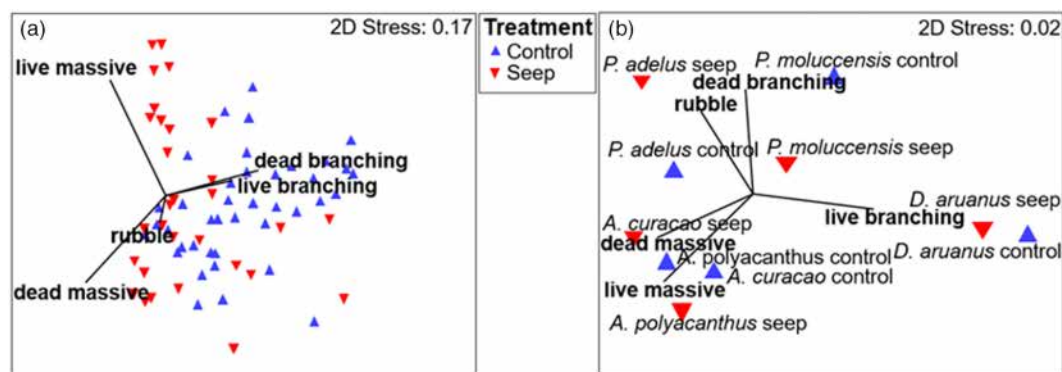 (a)
2D Stress: 0.17
live massive
dead branching
live branching
rubble
dead massive
Treatment
Control
Seep
(b)
2D Stress: 0.02
P. adelus seep
P. moluccensis control
dead branching
rubble
P. adelus control
P. moluccensis seep
D. aruanus seep
A. curacao seep
live branching
dead massive
D. aruanus control
A. polyacanthus control
A. curacao control
live massive
A. polyacanthus seep